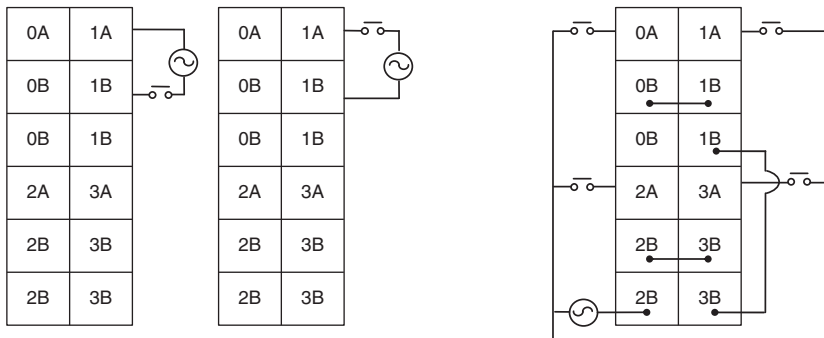 0A 1A 0A 1A 0A 1A
0B 1B 0B 1B 0B 1B
0B 1B 0B 1B 0B 1B
2A 3A 2A 3A 2A 3A
2B 3B 2B 3B 2B 3B
2B 3B 2B 3B 2B 3B